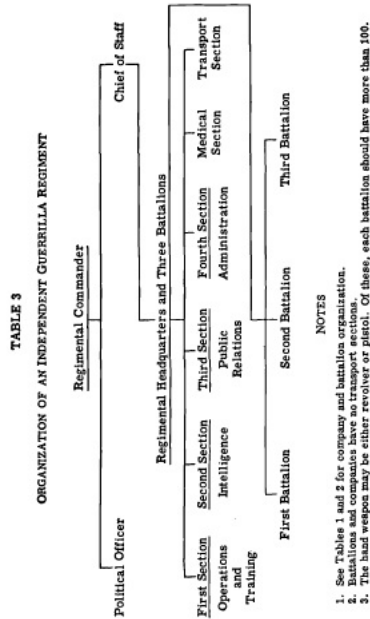 TABLE 3
ORGANIZATION OF AN INDEPENDENT GUERRILLA REGIMENT
Regimental Commander
Political Officer
Chief of Staff
Regimental Headquarters and Three Battalions
First Section Second Section Third Section Fourth Section Medical Transport
Operations Intelligence Public Administration Section Section
and Relations
Training
First Battalion Second Battalion Third Battalion
NOTES
1. See Tables 1 and 2 for company and battalion organization.
2. Battalions and companies have no transport sections.
3. The hand weapon may be either revolver or pistol. Of these, each battalion should have more than 100.